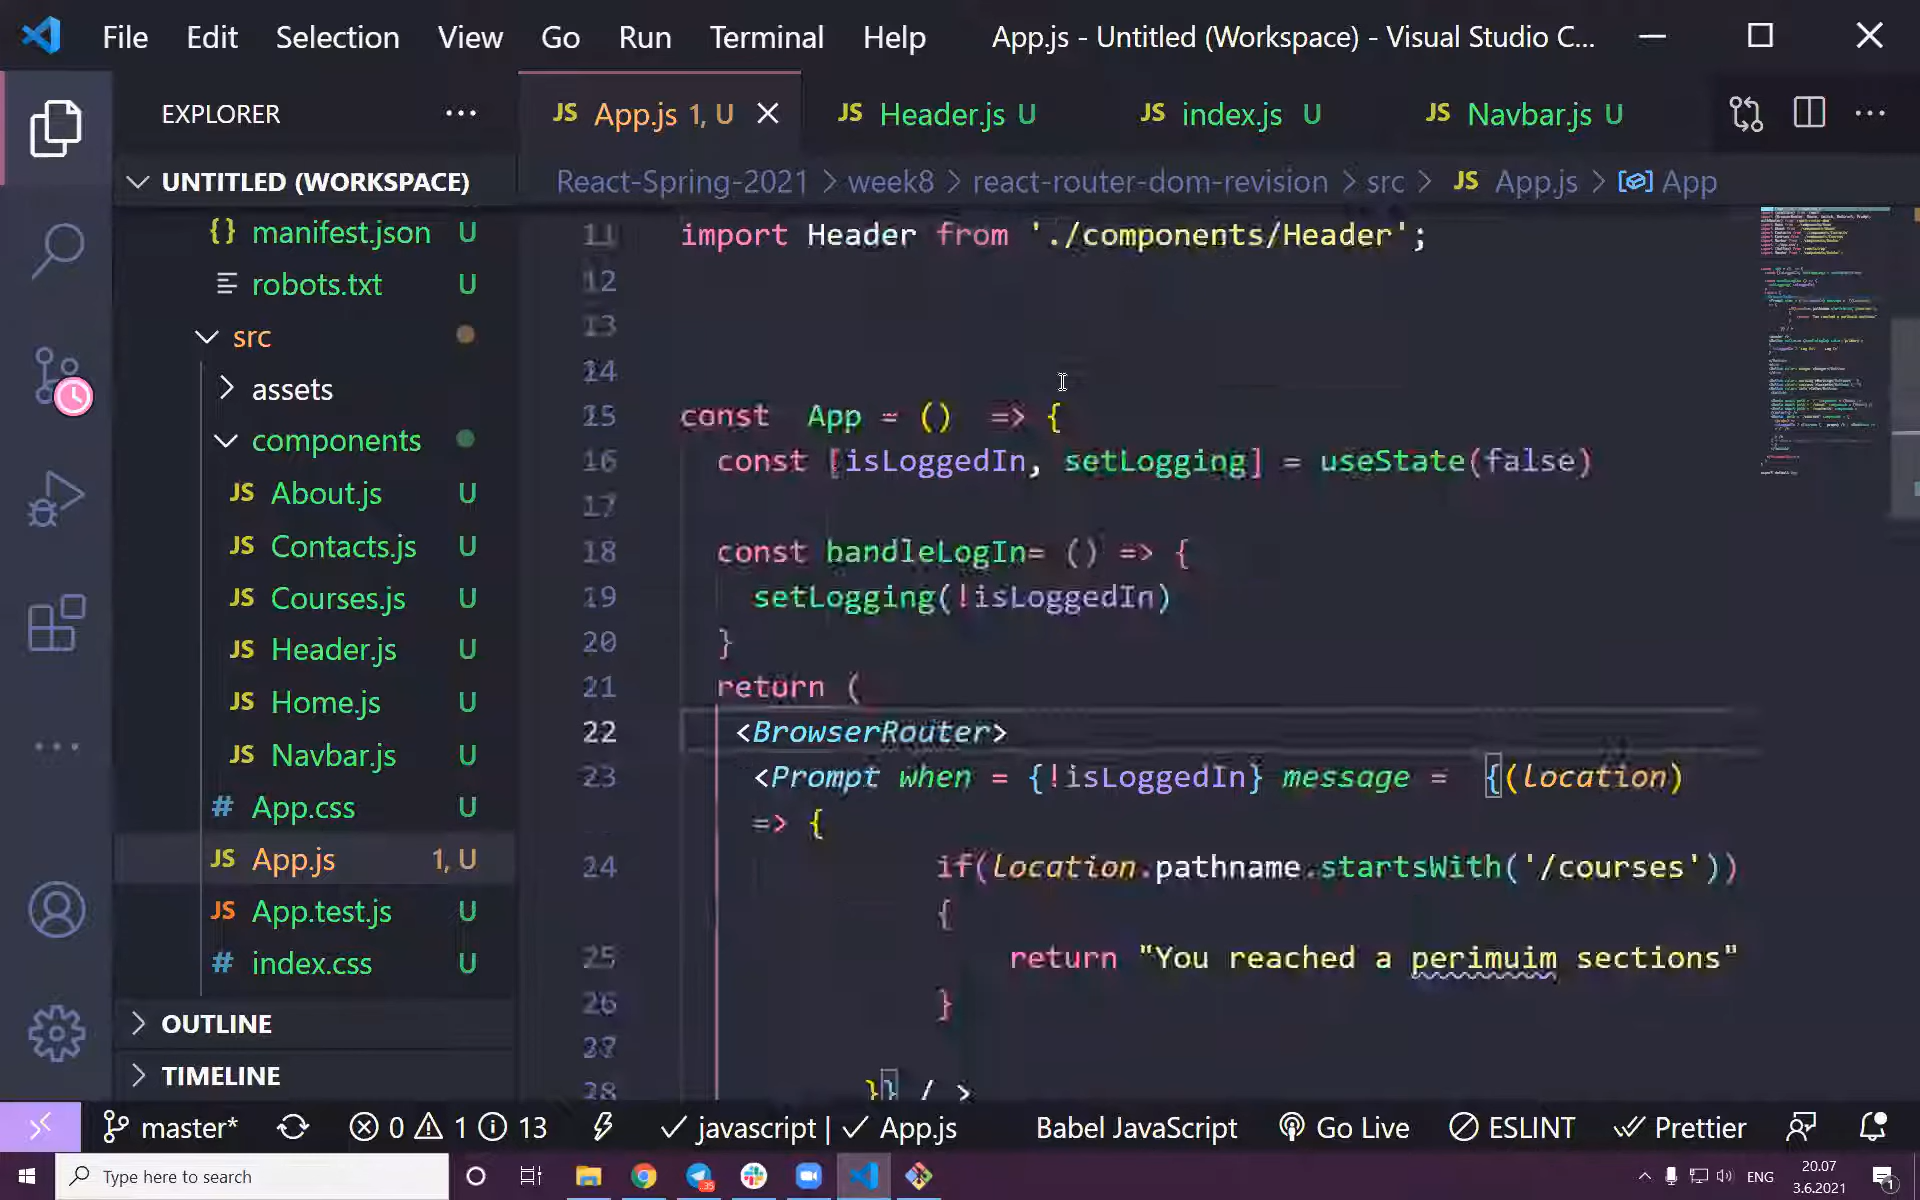 File Edit Selection View Go Run Terminal Help App.js - Untitled (Workspace) - Visual Studio C...
EXPLORER ...
JS App.js 1, U JS Header.js U JS index.js U JS Navbar.js U
UNTITLED (WORKSPACE)
React-Spring-2021 > week8 > react-router-dom-revision > src > JS App.js > App
{} manifest.json U
robots.txt U
src
assets
components
JS About.js U
JS Contacts.js U
JS Courses.js U
JS Header.js U
JS Home.js U
JS Navbar.js U
# App.css U
JS App.js 1, U
JS App.test.js U
# index.css U
OUTLINE
TIMELINE
11 import Header from './components/Header';
12
13
14
15 const  App = ()  => {
16 const [isLoggedIn, setLogging] = useState(false)
17
18 const handleLogIn= () => {
19 setLogging(!isLoggedIn)
20 }
21 return (
22 <BrowserRouter>
23 <Prompt when = {!isLoggedIn} message =  {(location)
=> {
24 if(location.pathname.startsWith('/courses'))
{
25 return "You reached a perimuim sections"
26 }
27
28 }} / >
master* 0 1 13 javascript | App.js Babel JavaScript Go Live ESLINT Prettier
Type here to search
ENG
20.07
3.6.2021